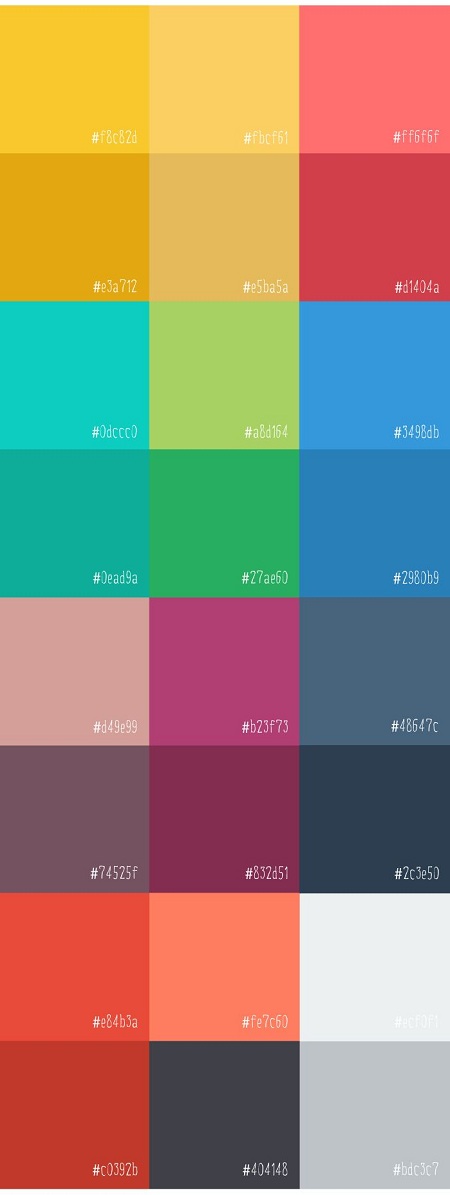 #f8c82d #fbcf61 #ff6f6f
#e3a712 #e5ba5a #d1404a
#0dccc0 #a8d164 #3498db
#0ead9a #27ae60 #2980b9
#d49e99 #b23f73 #48647c
#74525f #832d51 #2c3e50
#e84b3a #fe7c60 #ecf0f1
#c0392b #404148 #bdc3c7